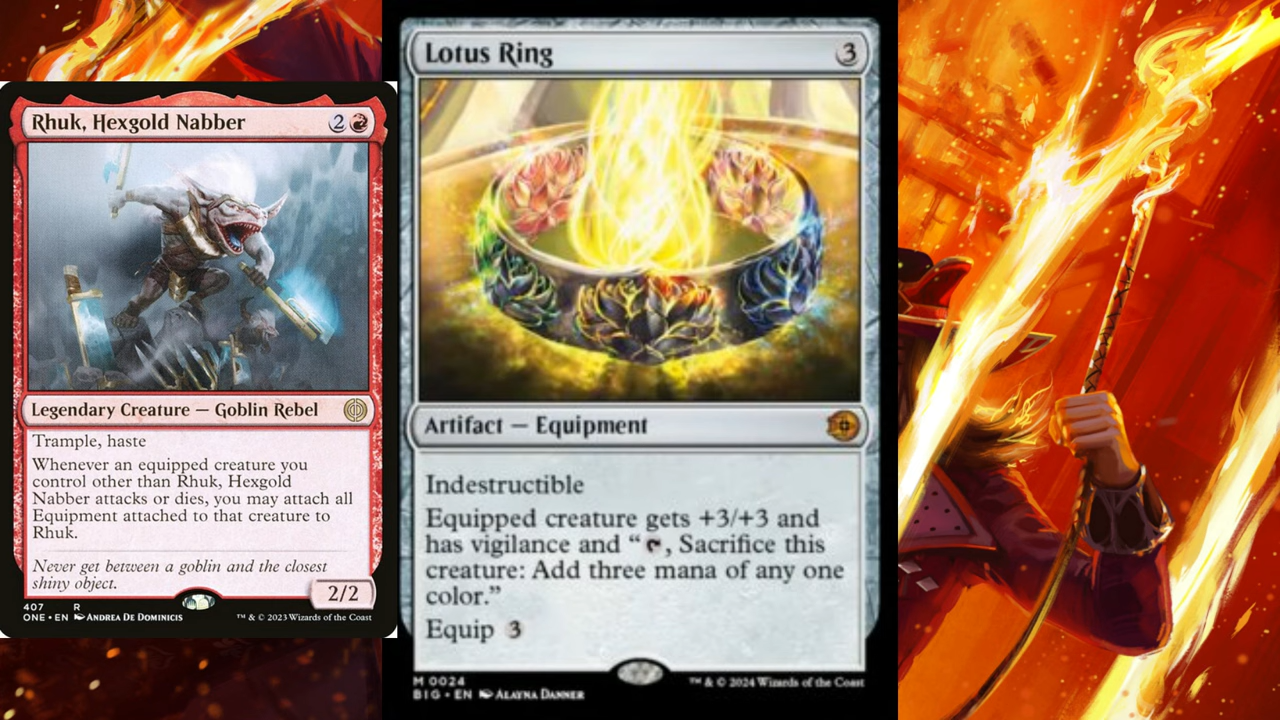 Rhuk, Hexgold Nabber 2
Legendary Creature — Goblin Rebel
Trample, haste
Whenever an equipped creature you
control other than Rhuk, Hexgold
Nabber attacks or dies, you may attach all
Equipment attached to that creature to
Rhuk.
Never get between a goblin and the closest
shiny object.
2/2
407 R
ONE • EN ANDREA DE DOMINICIS ™ & © 2023 Wizards of the Coast
Lotus Ring 3
Artifact — Equipment
Indestructible
Equipped creature gets +3/+3 and
has vigilance and “ , Sacrifice this
creature: Add three mana of any one
color.”
Equip 3
M 0024
BIG • EN ALAYNA DANNER ™ & © 2024 Wizards of the Coast